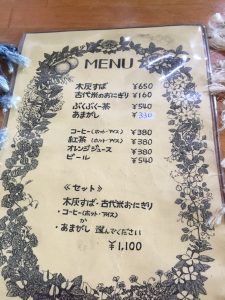 MENU
木灰すば ¥650
古代米のおにぎり ¥160
ぶくぶく茶 ¥540
あまがし ¥330
コーヒー(ホット・アイス) ¥380
紅茶(ホット・アイス) ¥380
オレンジジュース ¥380
ビール ¥540
≪セット≫
木灰すば・古代米おにぎり
・コーヒー(ホット・アイス)
か
・あまがし 選んでください
¥1,100